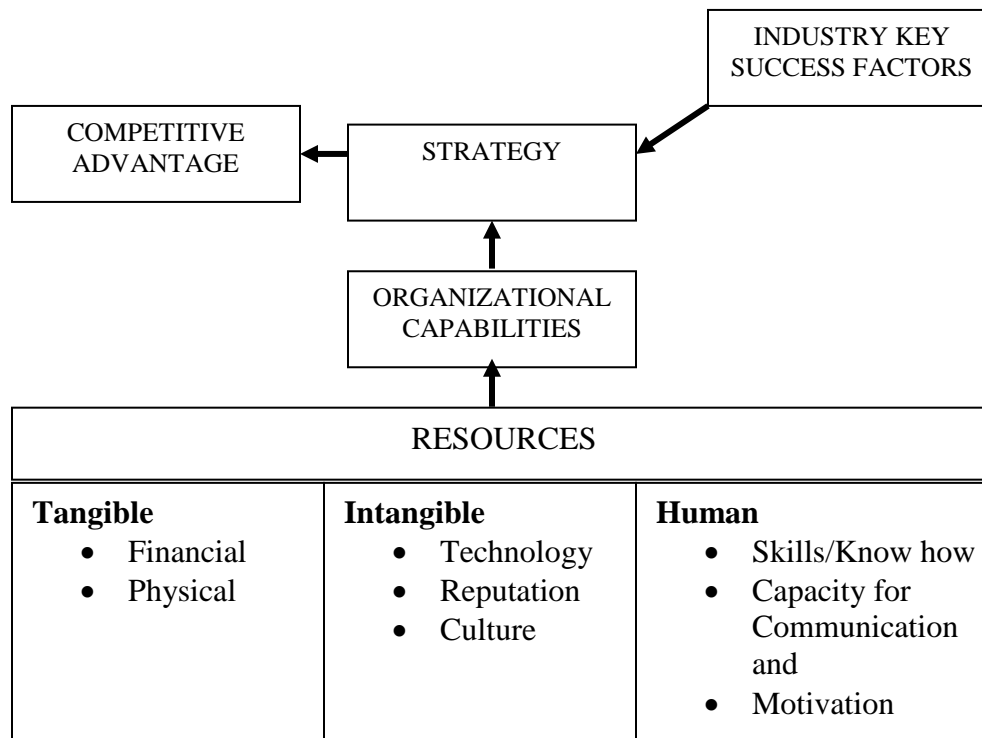 INDUSTRY KEY
SUCCESS FACTORS
COMPETITIVE
ADVANTAGE
STRATEGY
ORGANIZATIONAL
CAPABILITIES
RESOURCES
Tangible
• Financial
• Physical
Intangible
• Technology
• Reputation
• Culture
Human
• Skills/Know how
• Capacity for
Communication
and
• Motivation